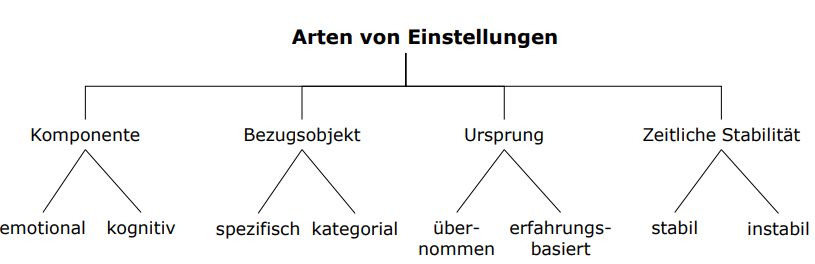 Arten von Einstellungen
Komponente Bezugsobjekt Ursprung Zeitliche Stabilität
emotional kognitiv spezifisch kategorial über- erfahrungs- stabil instabil
nommen basiert